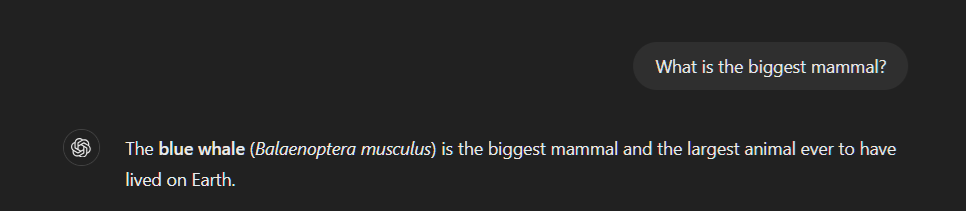 What is the biggest mammal?
The blue whale (Balaenoptera musculus) is the biggest mammal and the largest animal ever to have
lived on Earth.